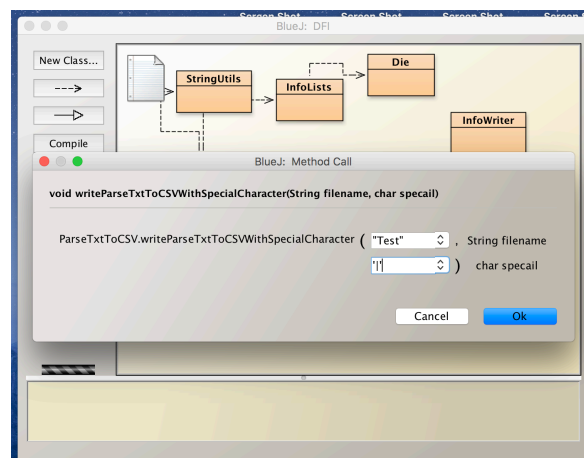 Screen Shot Screen Shot Screen Shot Screen
BlueJ: DFI
New Class...
Compile
StringUtils
InfoLists
Die
InfoWriter
BlueJ: Method Call
void writeParseTxtToCSVWithSpecialCharacter(String filename, char specail)
ParseTxtToCSV.writeParseTxtToCSVWithSpecialCharacter ( "Test" , String filename
'|' ) char specail
Cancel Ok